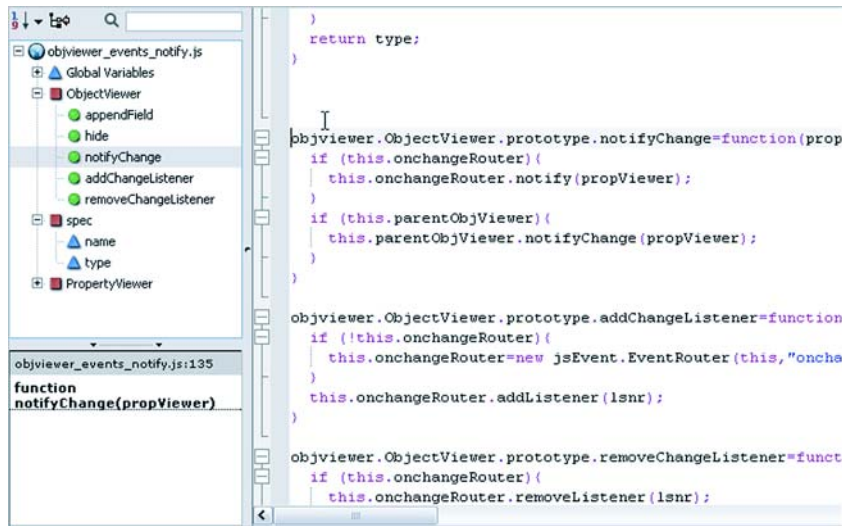 objviewer_events_notify.js
Global Variables
ObjectViewer
appendField
hide
notifyChange
addChangeListener
removeChangeListener
spec
name
type
PropertyViewer
objviewer_events_notify.js:135
function
notifyChange(propViewer)
}
return type;
}
objviewer.ObjectViewer.prototype.notifyChange=function(prop
if (this.onchangeRouter){
this.onchangeRouter.notify(propViewer);
}
if (this.parentObjViewer){
this.parentObjViewer.notifyChange(propViewer);
}
}
objviewer.ObjectViewer.prototype.addChangeListener=function
if (!this.onchangeRouter){
this.onchangeRouter=new jsEvent.EventRouter(this,"oncha
}
this.onchangeRouter.addListener(lsnr);
}
objviewer.ObjectViewer.prototype.removeChangeListener=funct
if (this.onchangeRouter){
this.onchangeRouter.removeListener(lsnr);